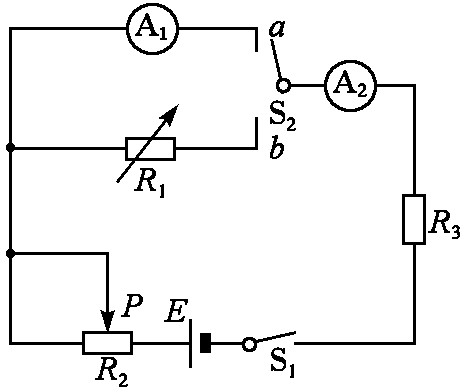 A₁
a
A₂
S₂
b
R₁
R₃
P
E
R₂
S₁